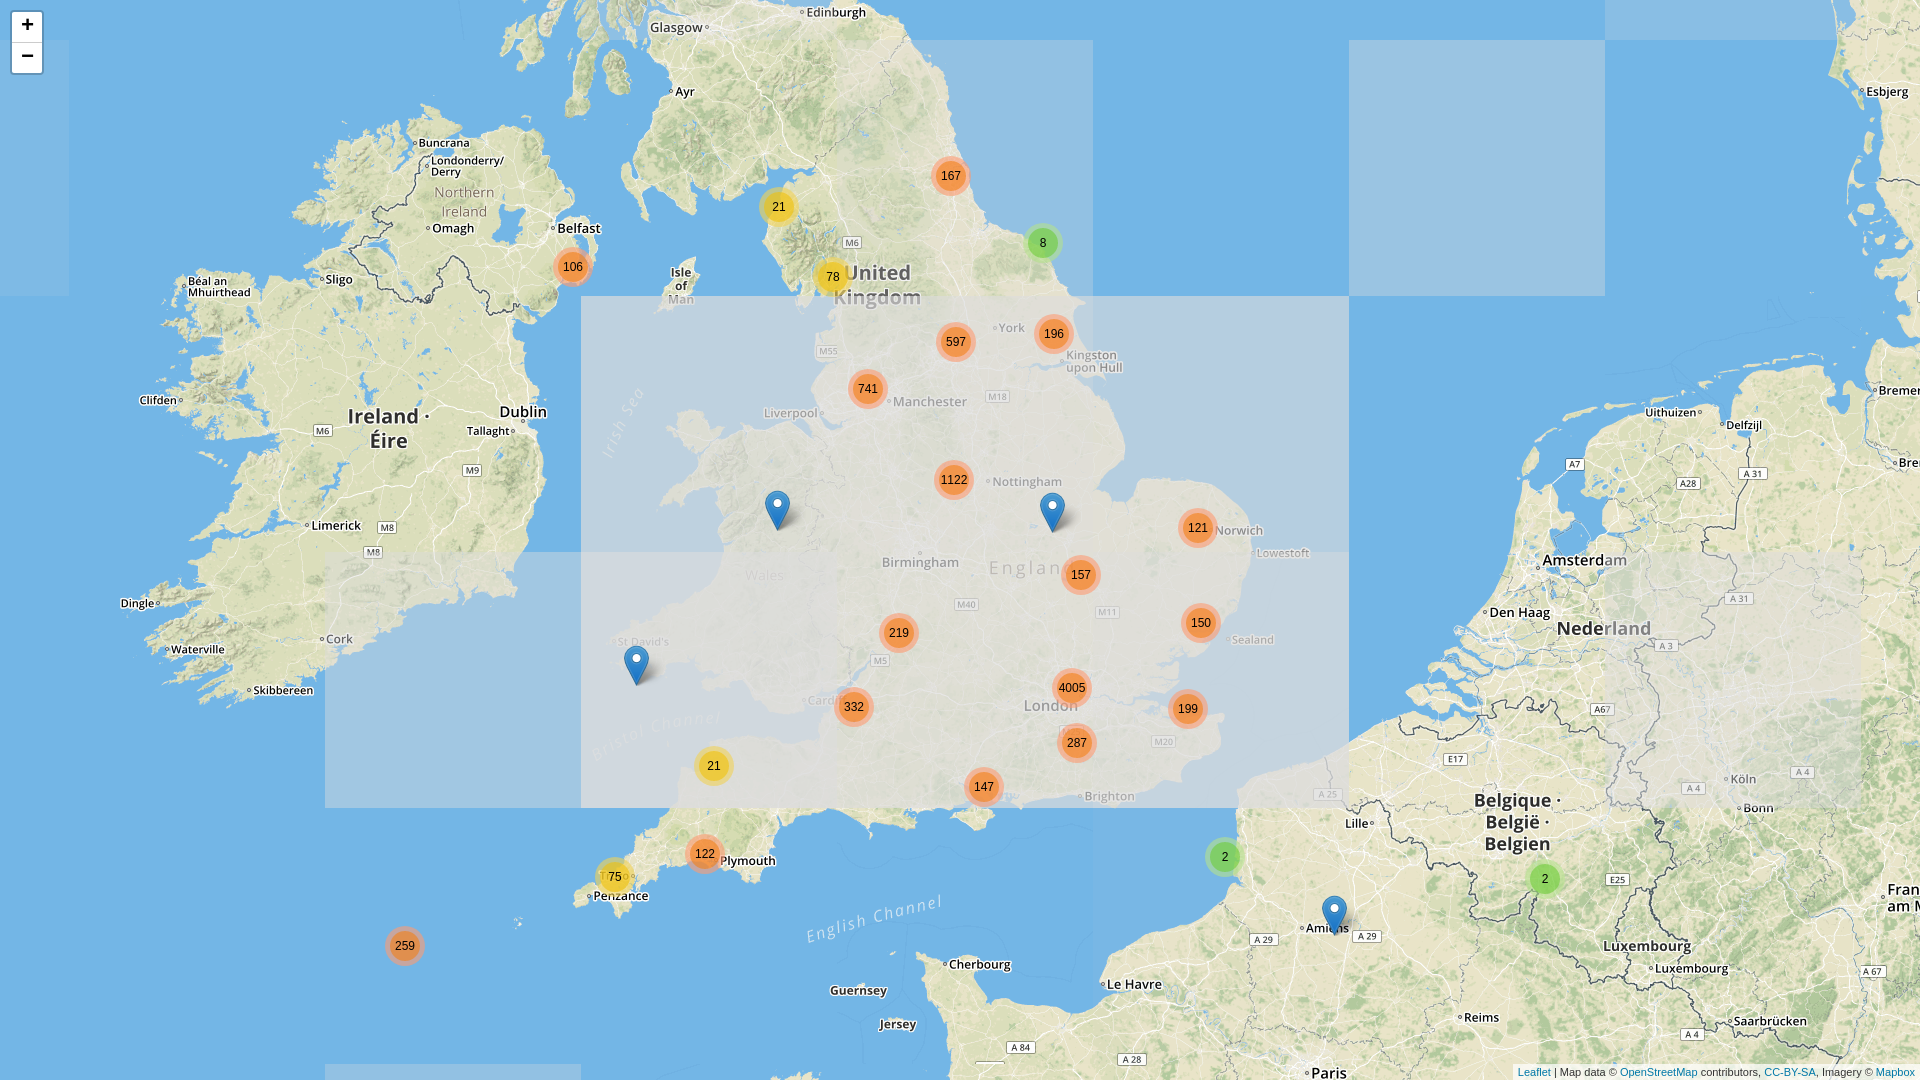 +
−
Edinburgh
Glasgow
Ayr
Esbjerg
Buncrana
Londonderry/
Derry
Northern
Ireland
Omagh
Belfast
167
21
8
M6
106
78
United
Kingdom
Isle
of
Man
Sligo
Béal an
Mhuirthead
York
196
597
M55
Kingston
upon Hull
741
Manchester
M18
Liverpool
Irish Sea
Clifden
Ireland ·
Éire
Dublin
Tallaght
M6
M9
Uithuizen
Delfzijl
A7
A 31
A28
1122
Nottingham
121
Norwich
Lowestoft
Limerick
M8
M8
Birmingham
England
157
Wales
M40
M11
Amsterdam
Den Haag
Nederland
A 31
A 3
Dingle
Cork
Waterville
Skibbereen
St David's
219
M5
150
Sealand
4005
London
332
199
287
M20
A67
Bristol Channel
21
147
Brighton
E17
A 25
Köln
A 4
A 4
Bonn
Belgique ·
België ·
Belgien
Lille
122
Plymouth
75
Penzance
2
2
E25
English Channel
259
Amiens
A 29
A 29
Luxembourg
Luxembourg
A 67
Cherbourg
Guernsey
Le Havre
Jersey
Reims
Saarbrücken
A 84
A 28
A 4
Paris
Leaflet | Map data © OpenStreetMap contributors, CC-BY-SA, Imagery © Mapbox